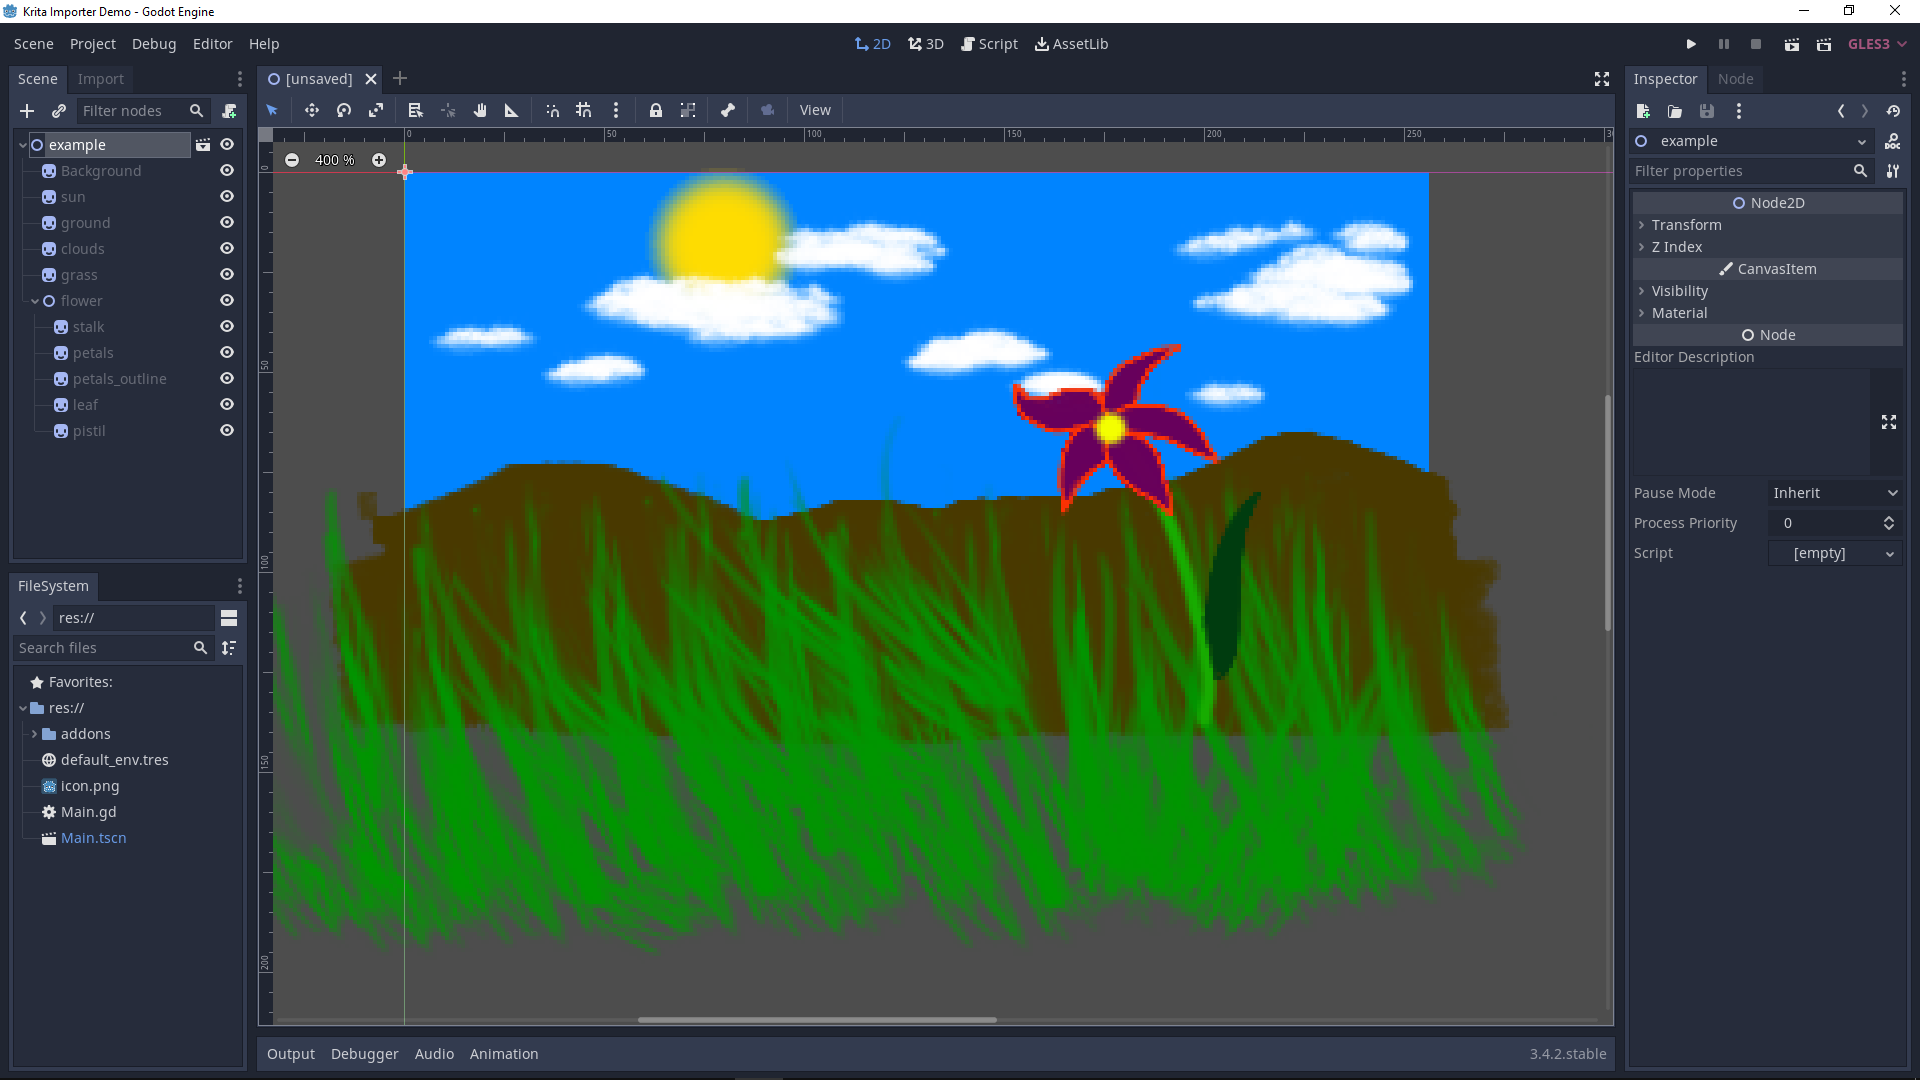 Krita Importer Demo - Godot Engine
Scene Project Debug Editor Help
2D 3D Script AssetLib
GLES3
Scene Import
Filter nodes
example
Background
sun
ground
clouds
grass
flower
stalk
petals
petals_outline
leaf
pistil
FileSystem
res://
Search files
Favorites:
res://
addons
default_env.tres
icon.png
Main.gd
Main.tscn
[unsaved]
View
0 50 100 150 200 250 30
400 %
0
50
100
150
200
Output Debugger Audio Animation
3.4.2.stable
Inspector Node
example
Filter properties
Node2D
Transform
Z Index
CanvasItem
Visibility
Material
Node
Editor Description
Pause Mode Inherit
Process Priority 0
Script [empty]